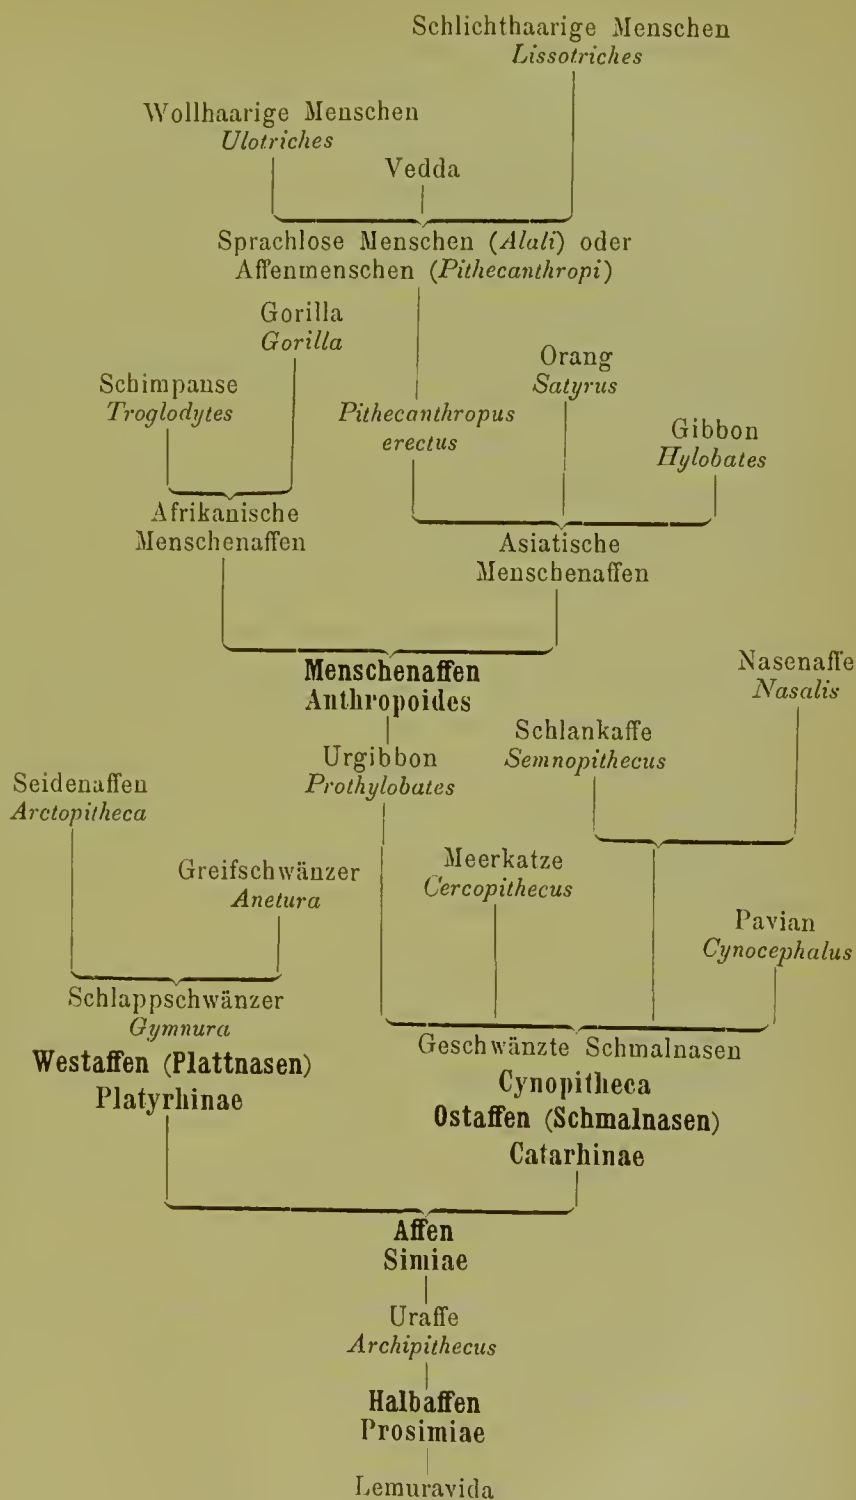 Schlichthaarige Menschen
Lissotriches
Wollhaarige Menschen
Ulotriches
Vedda
Sprachlose Menschen (Alali) oder
Affenmenschen (Pithecanthropi)
Gorilla
Gorilla
Orang
Satyrus
Schimpanse
Troglodytes
Pithecanthropus
erectus
Gibbon
Hylobates
Afrikanische
Menschenaffen
Asiatische
Menschenaffen
Menschenaffen
Anthropoides
Nasenaffe
Nasalis
Schlankaffe
Semnopithecus
Urgibbon
Prothylobates
Seidenaffen
Arctopitheca
Meerkatze
Cercopithecus
Greifschwänzer
Anetura
Pavian
Cynocephalus
Schlappschwänzer
Gymnura
Westaffen (Plattnasen)
Platyrhinae
Geschwänzte Schmalnasen
Cynopitheca
Ostaffen (Schmalnasen)
Catarhinae
Affen
Simiae
Uraffe
Archipithecus
Halbaffen
Prosimiae
Lemuravida